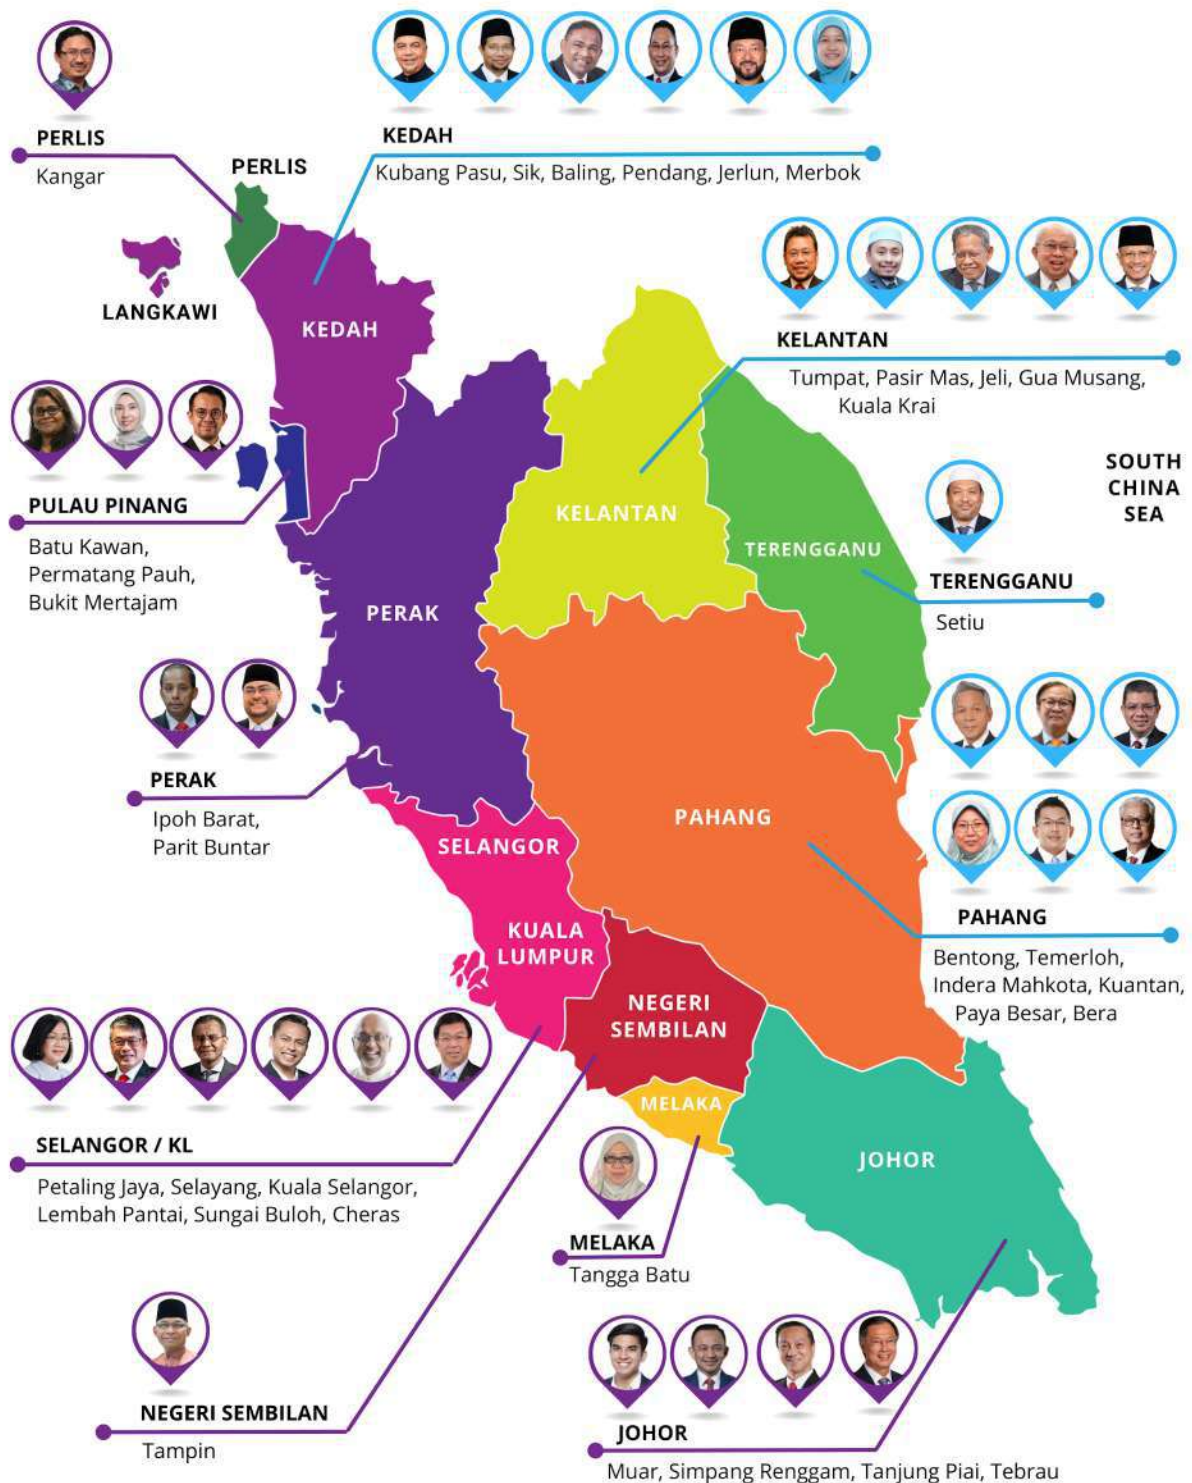 PERLIS
Kangar
KEDAH
Kubang Pasu, Sik, Baling, Pendang, Jerlun, Merbok
PERLIS
LANGKAWI
KEDAH
KELANTAN
Tumpat, Pasir Mas, Jeli, Gua Musang,
Kuala Krai
PULAU PINANG
Batu Kawan,
Permatang Pauh,
Bukit Mertajam
SOUTH
CHINA
SEA
KELANTAN
TERENGGANU
TERENGGANU
Setiu
PERAK
PERAK
Ipoh Barat,
Parit Buntar
PAHANG
SELANGOR
KUALA
LUMPUR
PAHANG
Bentong, Temerloh,
Indera Mahkota, Kuantan,
Paya Besar, Bera
NEGERI
SEMBILAN
MELAKA
JOHOR
SELANGOR / KL
Petaling Jaya, Selayang, Kuala Selangor,
Lembah Pantai, Sungai Buloh, Cheras
MELAKA
Tangga Batu
NEGERI SEMBILAN
Tampin
JOHOR
Muar, Simpang Renggam, Tanjung Piai, Tebrau